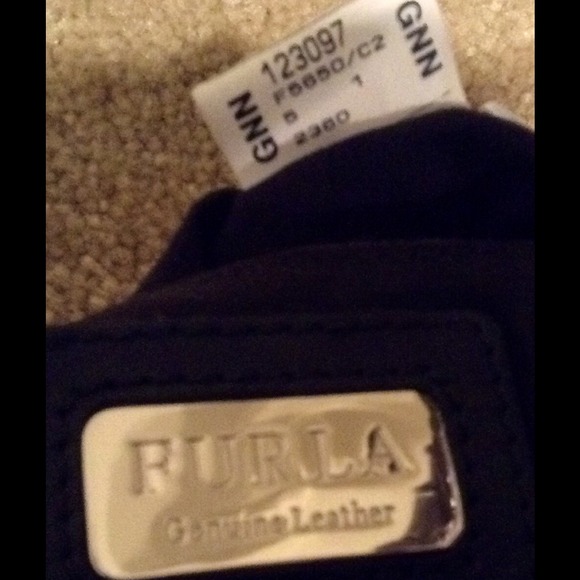 GNN
123097
F5850/C2
5 1
2360
GNN
FURLA
Genuine Leather